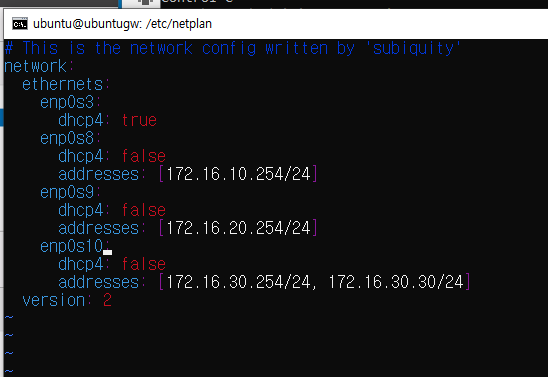 ubuntu@ubuntugw: /etc/netplan
# This is the network config written by 'subiquity'
network:
  ethernets:
    enp0s3:
      dhcp4: true
    enp0s8:
      dhcp4: false
      addresses: [172.16.10.254/24]
    enp0s9:
      dhcp4: false
      addresses: [172.16.20.254/24]
    enp0s10:
      dhcp4: false
      addresses: [172.16.30.254/24, 172.16.30.30/24]
  version: 2
~
~
~
~